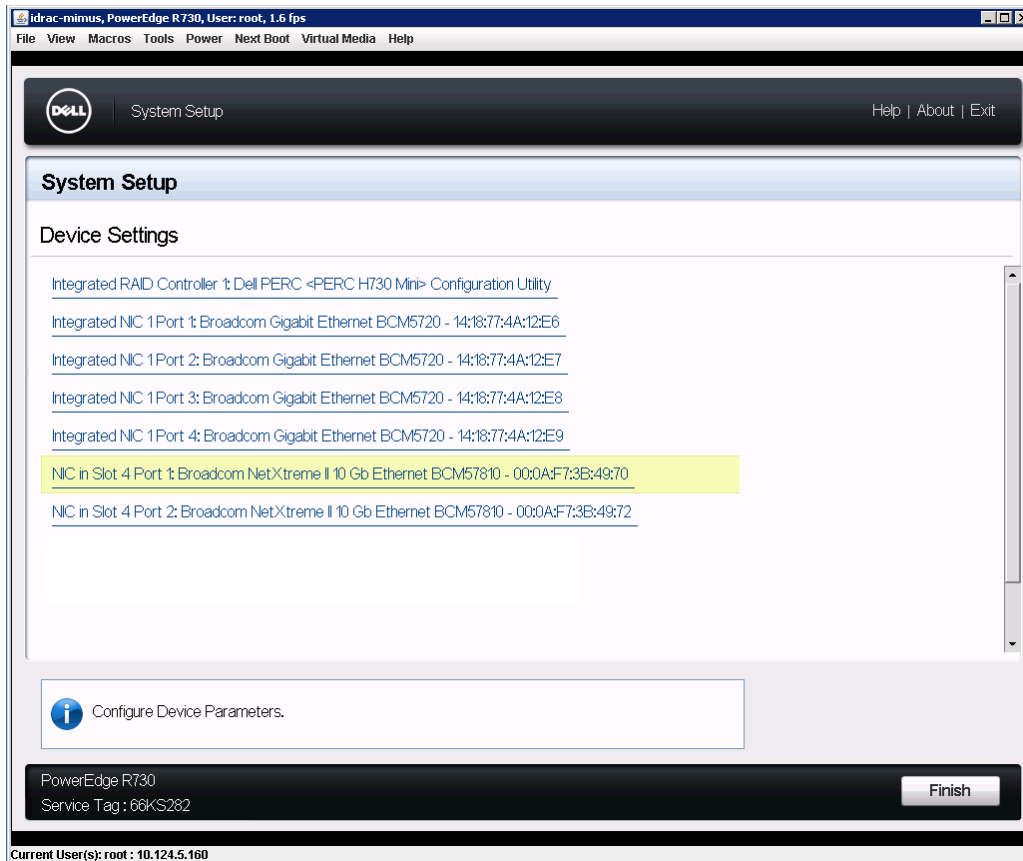 idrac-mimus, PowerEdge R730, User: root, 1.6 fps
File View Macros Tools Power Next Boot Virtual Media Help
DELL System Setup Help | About | Exit
System Setup
Device Settings
Integrated RAID Controller 1: Dell PERC <PERC H730 Mini> Configuration Utility
Integrated NIC 1 Port 1: Broadcom Gigabit Ethernet BCM5720 - 14:18:77:4A:12:E6
Integrated NIC 1 Port 2: Broadcom Gigabit Ethernet BCM5720 - 14:18:77:4A:12:E7
Integrated NIC 1 Port 3: Broadcom Gigabit Ethernet BCM5720 - 14:18:77:4A:12:E8
Integrated NIC 1 Port 4: Broadcom Gigabit Ethernet BCM5720 - 14:18:77:4A:12:E9
NIC in Slot 4 Port 1: Broadcom NetXtreme II 10 Gb Ethernet BCM57810 - 00:0A:F7:3B:49:70
NIC in Slot 4 Port 2: Broadcom NetXtreme II 10 Gb Ethernet BCM57810 - 00:0A:F7:3B:49:72
Configure Device Parameters.
PowerEdge R730
Service Tag : 66KS282
Finish
Current User(s): root : 10.124.5.160